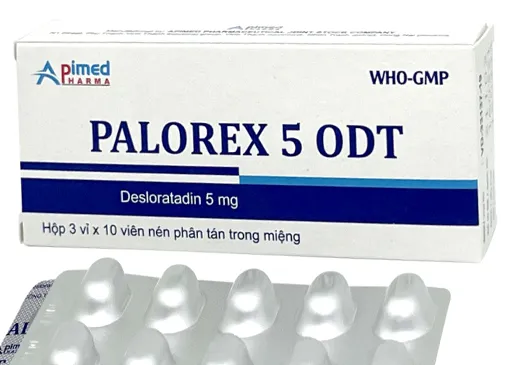 Apimed
PHARMA
WHO-GMP
PALOREX 5 ODT
Desloratadin 5 mg
Hộp 3 vỉ x 10 viên nén phân tán trong miệng